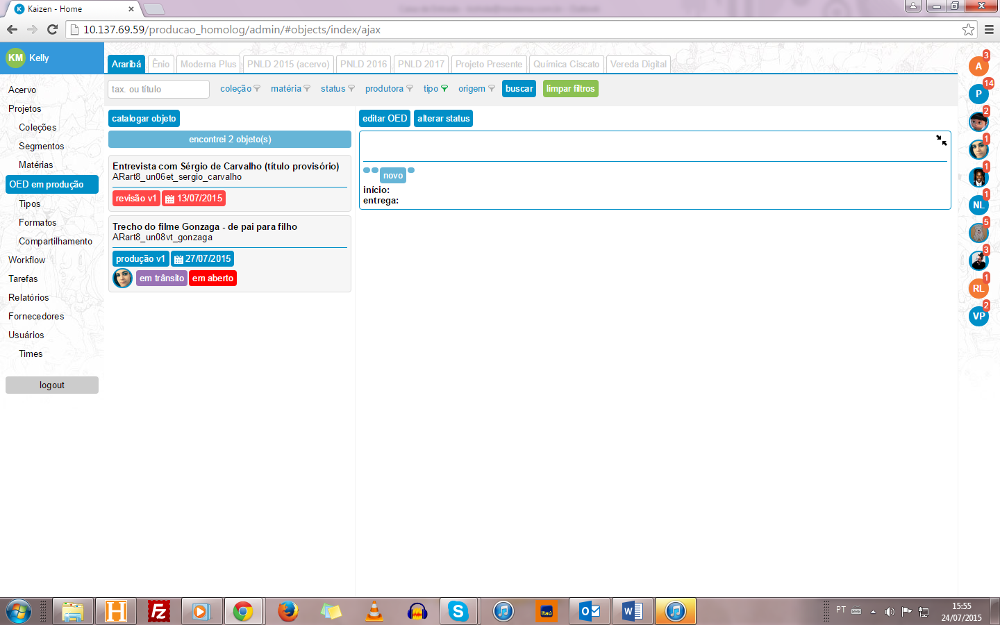 Kaizen - Home
10.137.69.59/producao_homolog/admin/#objects/index/ajax
KM Kelly
Acervo
Projetos
Coleções
Segmentos
Matérias
OED em produção
Tipos
Formatos
Compartilhamento
Workflow
Tarefas
Relatórios
Fornecedores
Usuários
Times
logout
Araribá Ênio Moderna Plus PNLD 2015 (acervo) PNLD 2016 PNLD 2017 Projeto Presente Química Ciscato Vereda Digital
tax. ou título coleção matéria status produtora tipo origem buscar limpar filtros
catalogar objeto
encontrei 2 objeto(s)
Entrevista com Sérgio de Carvalho (título provisório)
ARart8_un06et_sergio_carvalho
revisão v1 13/07/2015
Trecho do filme Gonzaga - de pai para filho
ARart8_un08vt_gonzaga
produção v1 27/07/2015
em trânsito em aberto
editar OED alterar status
novo
início:
entrega:
3
A
14
P
2
1
1
1
NL
5
3
1
RL
2
VP
Itaú
PT
15:55
24/07/2015